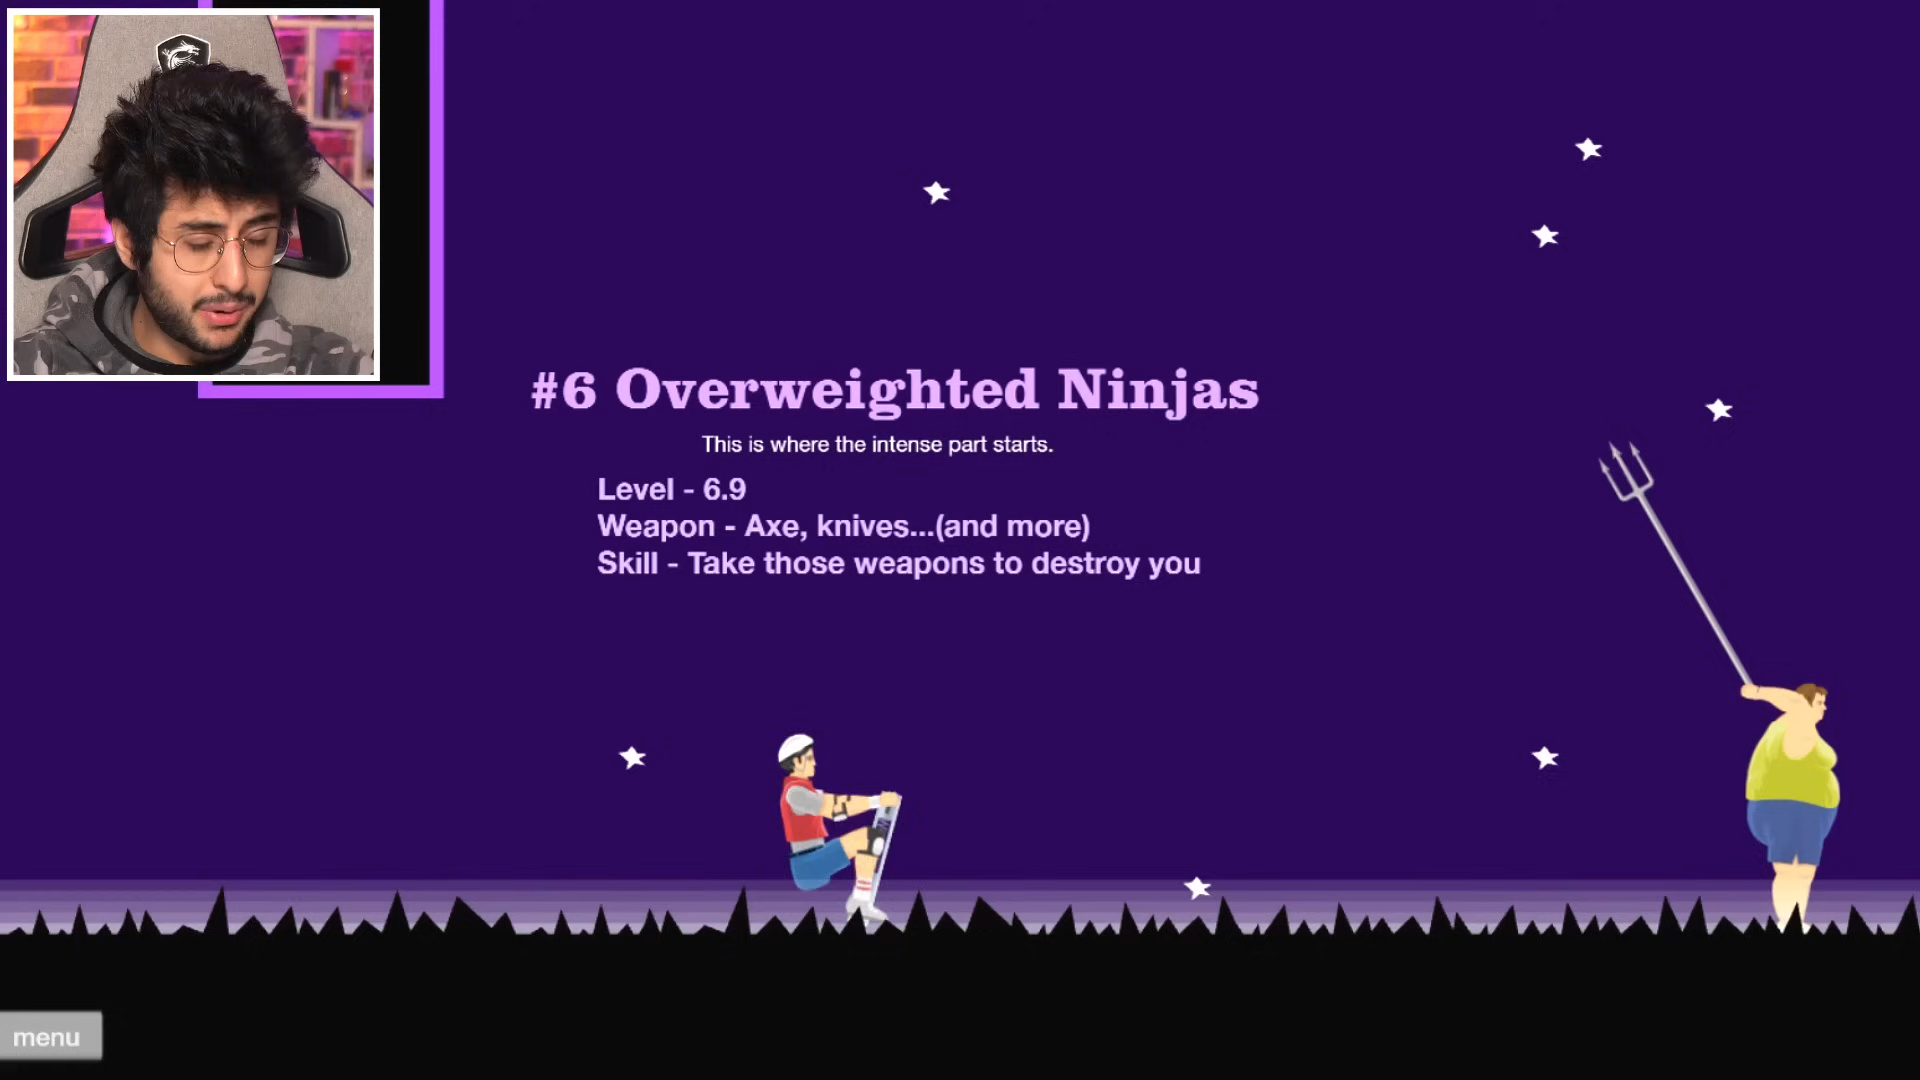 #6 Overweighted Ninjas
This is where the intense part starts.
Level - 6.9
Weapon - Axe, knives...(and more)
Skill - Take those weapons to destroy you
menu